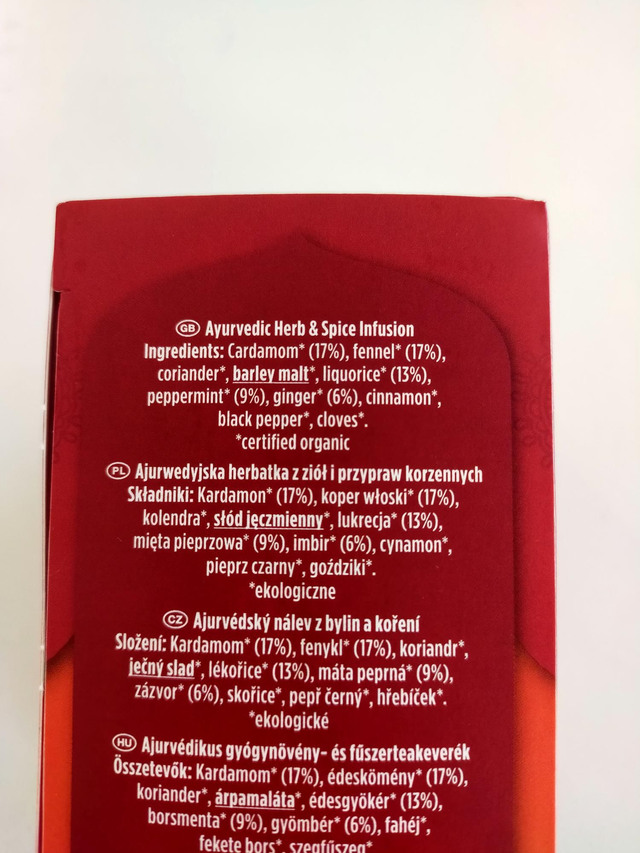 GB Ayurvedic Herb & Spice Infusion
Ingredients: Cardamom* (17%), fennel* (17%),
coriander*, barley malt*, liquorice* (13%),
peppermint* (9%), ginger* (6%), cinnamon*,
black pepper*, cloves*.
*certified organic
PL Ajurwedyjska herbatka z ziół i przypraw korzennych
Składniki: Kardamon* (17%), koper włoski* (17%),
kolendra*, słód jęczmienny*, lukrecja* (13%),
mięta pieprzowa* (9%), imbir* (6%), cynamon*,
pieprz czarny*, goździki*.
*ekologiczne
CZ Ajurvédský nálev z bylin a koření
Složení: Kardamom* (17%), fenykl* (17%), koriandr*,
ječný slad*, lékořice* (13%), máta peprná* (9%),
zázvor* (6%), skořice*, pepř černý*, hřebíček*.
*ekologické
HU Ajurvédikus gyógynövény- és fűszerteakeverék
Összetevők: Kardamom* (17%), édeskömény* (17%),
koriander*, árpamaláta*, édesgyökér* (13%),
borsmenta* (9%), gyömbér* (6%), fahéj*,
fekete bors*, szegfűszeg*